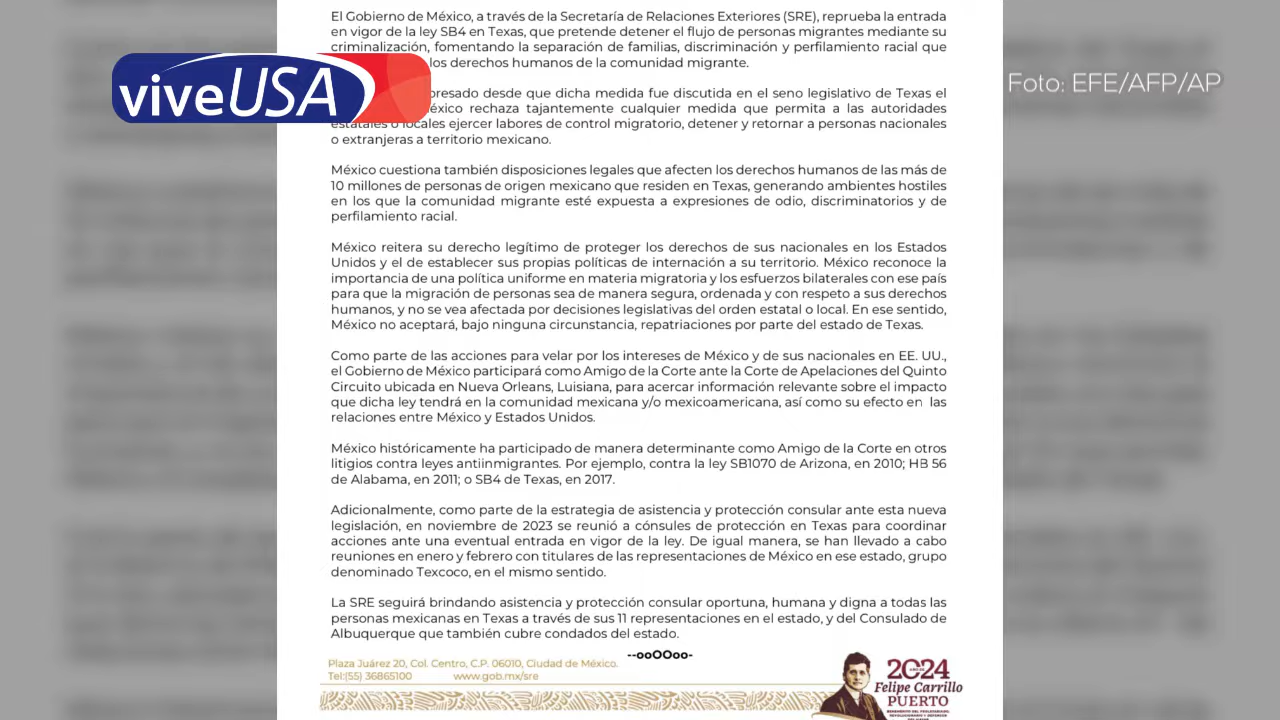 El Gobierno de México, a través de la Secretaría de Relaciones Exteriores (SRE), reprueba la entrada
en vigor de la ley SB4 en Texas, que pretende detener el flujo de personas migrantes mediante su
criminalización, fomentando la separación de familias, discriminación y perfilamiento racial que
los derechos humanos de la comunidad migrante.
viveUSA
Foto: EFE/AFP/AP
desde que dicha medida fue discutida en el seno legislativo de Texas el
rechaza tajantemente cualquier medida que permita a las autoridades
estatales o locales ejercer labores de control migratorio, detener y retornar a personas nacionales
o extranjeras a territorio mexicano.
México cuestiona también disposiciones legales que afecten los derechos humanos de las más de
10 millones de personas de origen mexicano que residen en Texas, generando ambientes hostiles
en los que la comunidad migrante esté expuesta a expresiones de odio, discriminatorios y de
perfilamiento racial.
México reitera su derecho legítimo de proteger los derechos de sus nacionales en los Estados
Unidos y el de establecer sus propias políticas de internación a su territorio. México reconoce la
importancia de una política uniforme en materia migratoria y los esfuerzos bilaterales con ese país
para que la migración de personas sea de manera segura, ordenada y con respeto a sus derechos
humanos, y no se vea afectada por decisiones legislativas del orden estatal o local. En ese sentido,
México no aceptará, bajo ninguna circunstancia, repatriaciones por parte del estado de Texas.
Como parte de las acciones para velar por los intereses de México y de sus nacionales en EE. UU.,
el Gobierno de México participará como Amigo de la Corte ante la Corte de Apelaciones del Quinto
Circuito ubicada en Nueva Orleans, Luisiana, para acercar información relevante sobre el impacto
que dicha ley tendrá en la comunidad mexicana y/o mexicoamericana, así como su efecto en las
relaciones entre México y Estados Unidos.
México históricamente ha participado de manera determinante como Amigo de la Corte en otros
litigios contra leyes antiinmigrantes. Por ejemplo, contra la ley SB1070 de Arizona, en 2010; HB 56
de Alabama, en 2011; o SB4 de Texas, en 2017.
Adicionalmente, como parte de la estrategia de asistencia y protección consular ante esta nueva
legislación, en noviembre de 2023 se reunió a cónsules de protección en Texas para coordinar
acciones ante una eventual entrada en vigor de la ley. De igual manera, se han llevado a cabo
reuniones en enero y febrero con titulares de las representaciones de México en ese estado, grupo
denominado Texcoco, en el mismo sentido.
La SRE seguirá brindando asistencia y protección consular oportuna, humana y digna a todas las
personas mexicanas en Texas a través de sus 11 representaciones en el estado, y del Consulado de
Albuquerque que también cubre condados del estado.
--ooOOoo-
Plaza Juárez 20, Col. Centro, C.P. 06010, Ciudad de México.
Tel:(55) 36865100 www.gob.mx/sre
2024
Felipe Carrillo
PUERTO